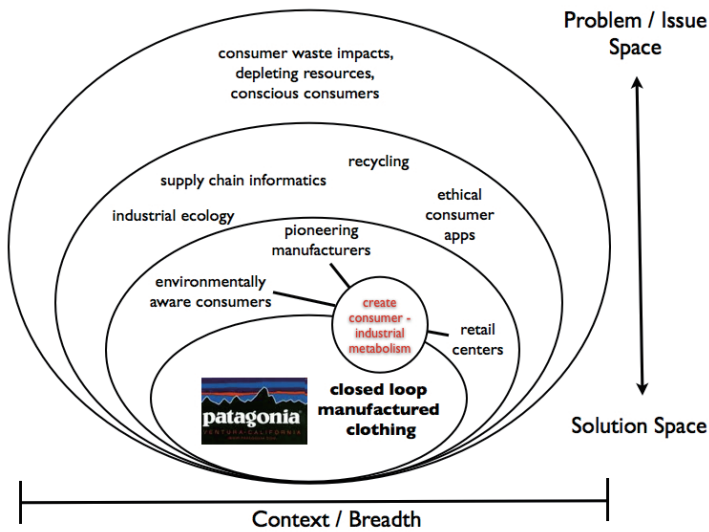 Problem / Issue
Space
consumer waste impacts,
depleting resources,
conscious consumers
recycling
supply chain informatics
ethical
consumer
apps
industrial ecology
pioneering
manufacturers
environmentally
aware consumers
create
consumer -
industrial
metabolism
retail
centers
closed loop
manufactured
clothing
patagonia
VENTURA·CALIFORNIA
Solution Space
Context / Breadth